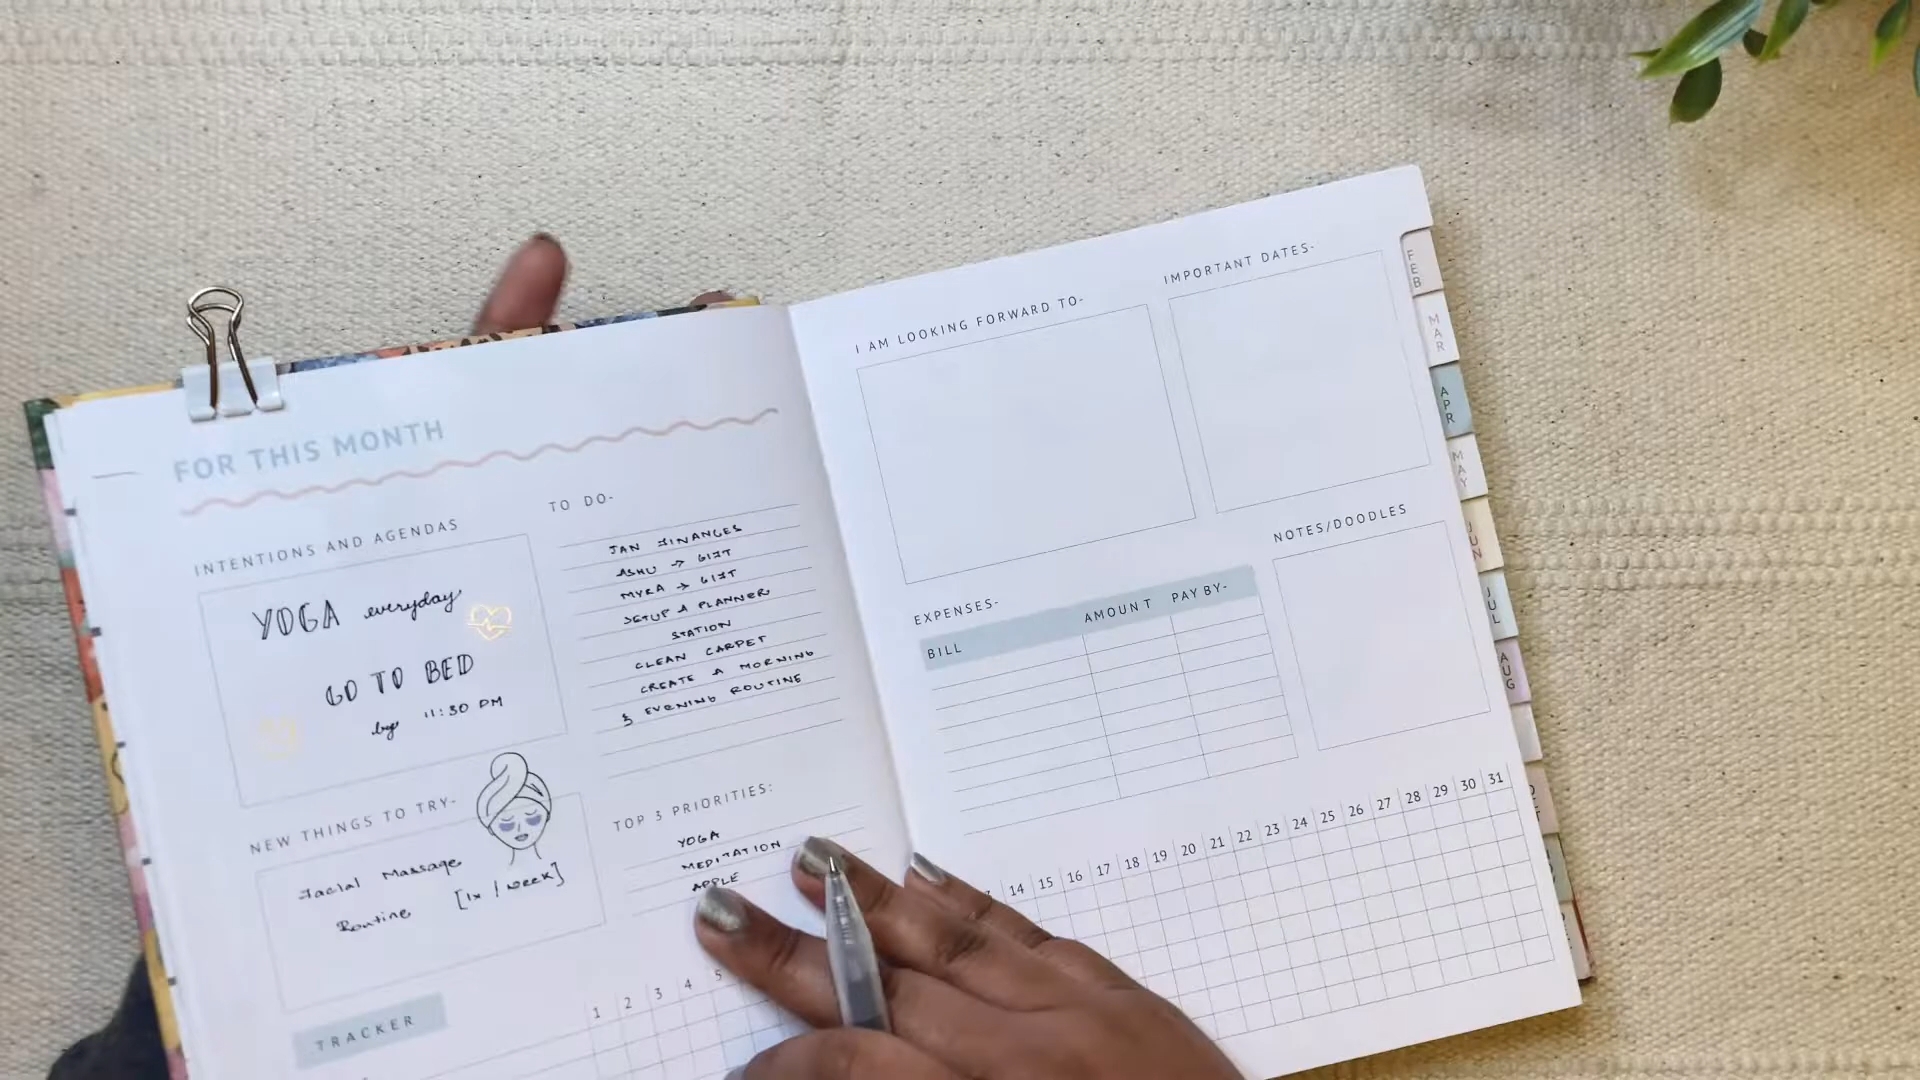 FOR THIS MONTH
INTENTIONS AND AGENDAS
YOGA everyday
GO TO BED
by 11:30 PM
NEW THINGS TO TRY-
Facial Massage
Routine [1x / week]
TO DO-
JAN FINANCES
ASHU → GIFT
MYRA → GIFT
SETUP A PLANNER
STATION
CLEAN CARPET
CREATE A MORNING
& EVENING ROUTINE
TOP 3 PRIORITIES:
YOGA
MEDITATION
APPLE
TRACKER
1 2 3 4 5
I AM LOOKING FORWARD TO-
IMPORTANT DATES-
EXPENSES-
BILL AMOUNT PAY BY-
NOTES/DOODLES
14 15 16 17 18 19 20 21 22 23 24 25 26 27 28 29 30 31
FEB
MAR
APR
MAY
JUN
JUL
AUG